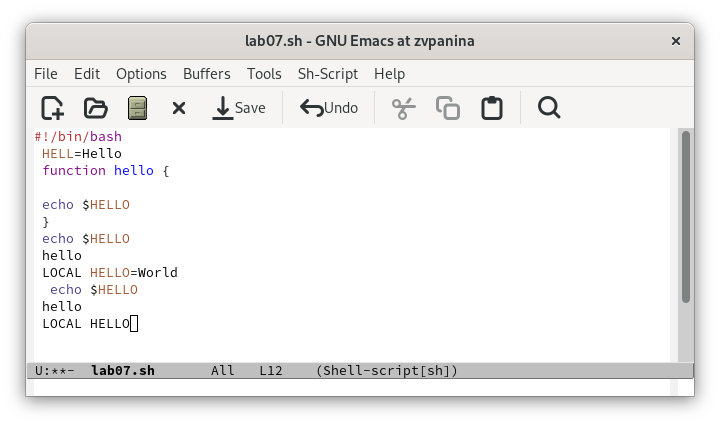 lab07.sh - GNU Emacs at zvpanina
File Edit Options Buffers Tools Sh-Script Help
Save Undo
#!/bin/bash
HELL=Hello
function hello {
echo $HELLO
}
echo $HELLO
hello
LOCAL HELLO=World
echo $HELLO
hello
LOCAL HELLO
U:**- lab07.sh All L12 (Shell-script[sh])